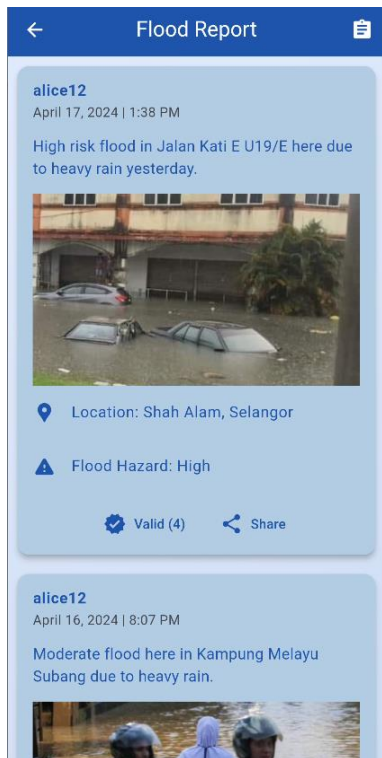 Flood Report
alice12
April 17, 2024 | 1:38 PM
High risk flood in Jalan Kati E U19/E here due
to heavy rain yesterday.
Location: Shah Alam, Selangor
Flood Hazard: High
Valid (4)
Share
alice12
April 16, 2024 | 8:07 PM
Moderate flood here in Kampung Melayu
Subang due to heavy rain.